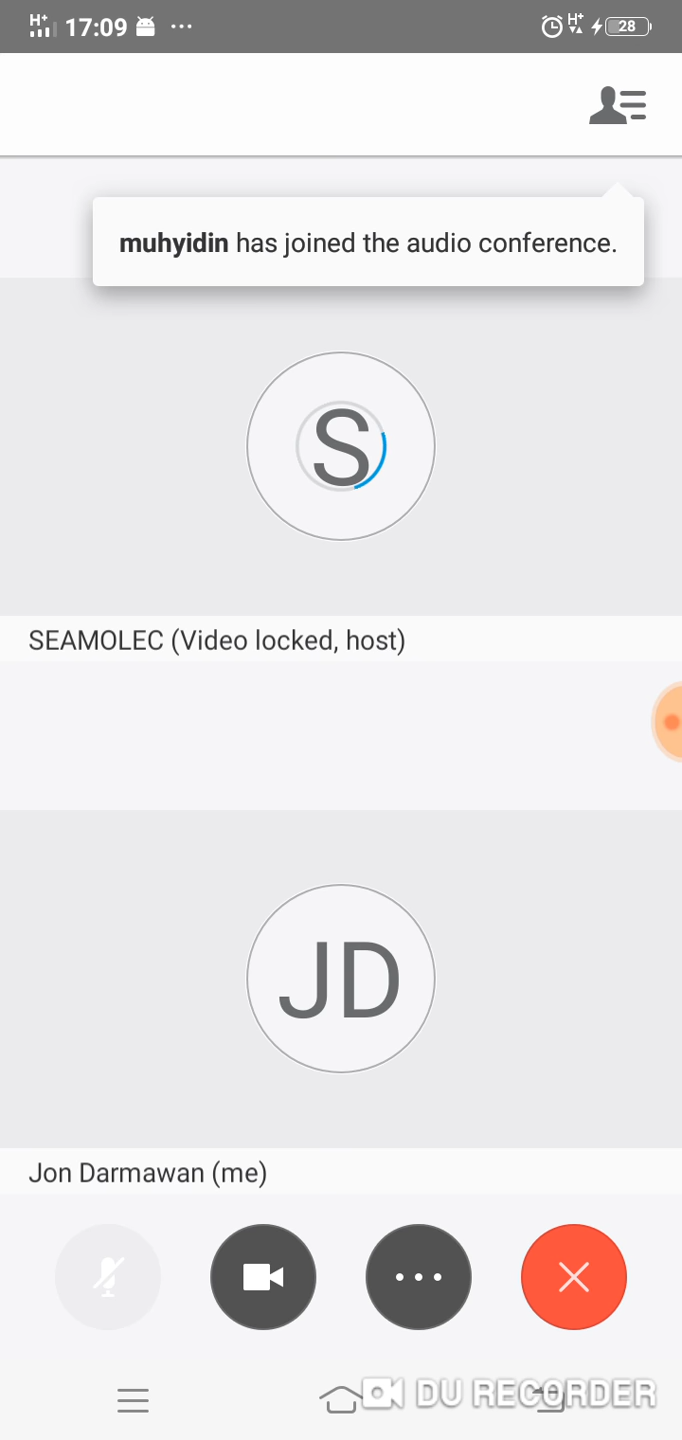 H+ 17:09 ... H+ 28
muhyidin has joined the audio conference.
S
SEAMOLEC (Video locked, host)
JD
Jon Darmawan (me)
DU RECORDER